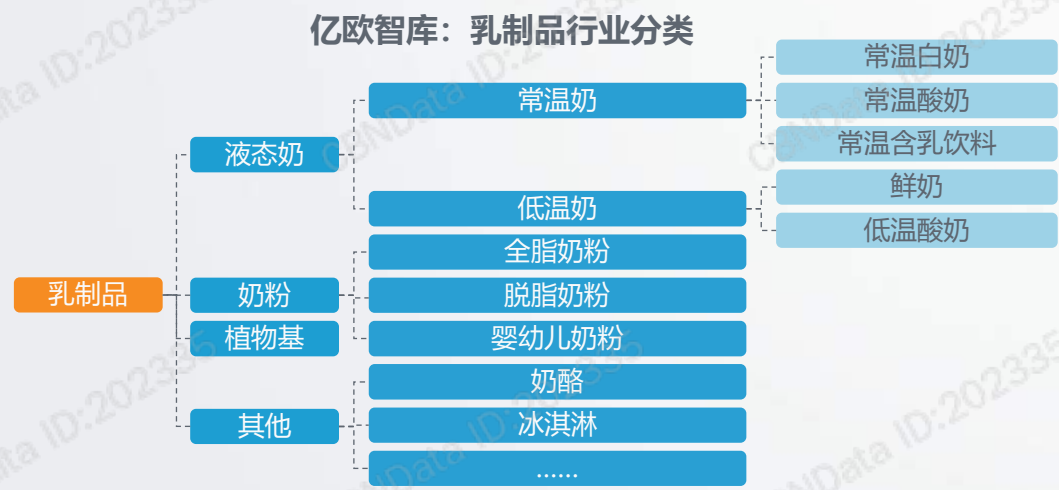 亿欧智库：乳制品行业分类
乳制品
液态奶
常温奶
常温白奶
常温酸奶
常温含乳饮料
低温奶
鲜奶
低温酸奶
奶粉
全脂奶粉
脱脂奶粉
婴幼儿奶粉
植物基
其他
奶酪
冰淇淋
......
CBNData ID:202335